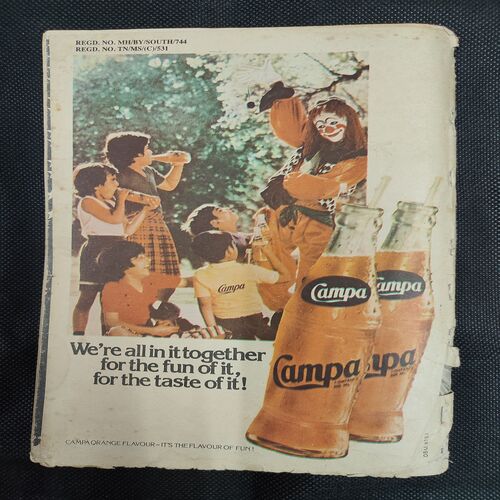 REGD. NO. MH/BY/SOUTH/744
REGD. NO. TN/MS/(C)/531
Campa
Campa
Campa
Campa
mpa
We're all in it together
for the fun of it,
for the taste of it!
CAMPA ORANGE FLAVOUR–IT'S THE FLAVOUR OF FUN!